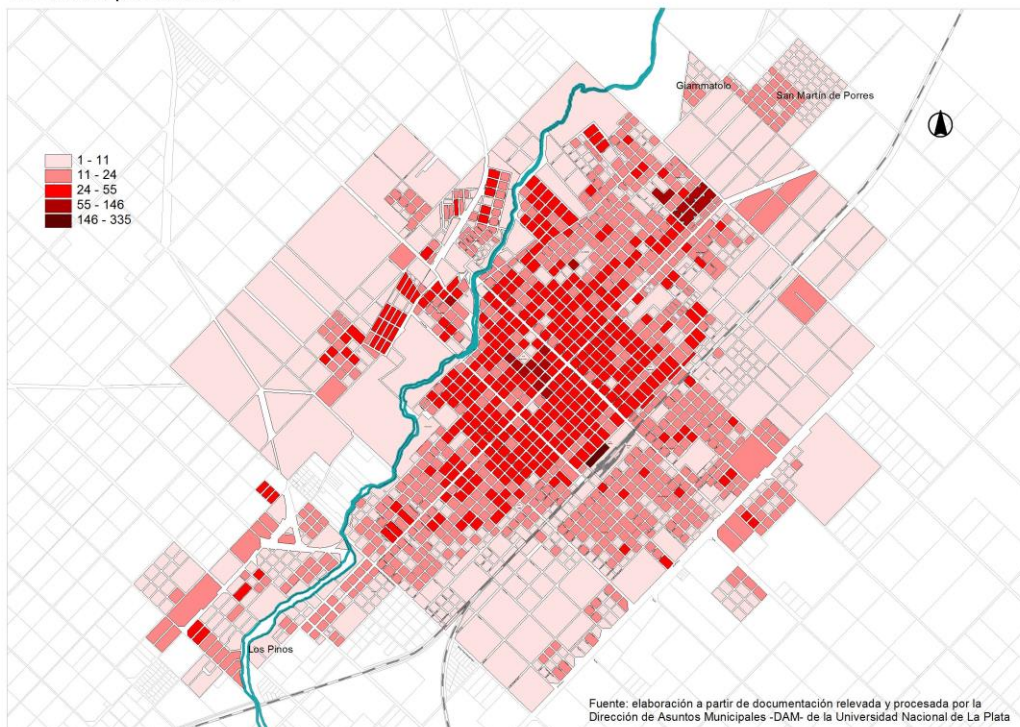 Giammatolo
San Martín de Porres
1 - 11
11 - 24
24 - 55
55 - 146
146 - 335
Los Pinos
Fuente: elaboración a partir de documentación relevada y procesada por la
Dirección de Asuntos Municipales -DAM- de la Universidad Nacional de La Plata